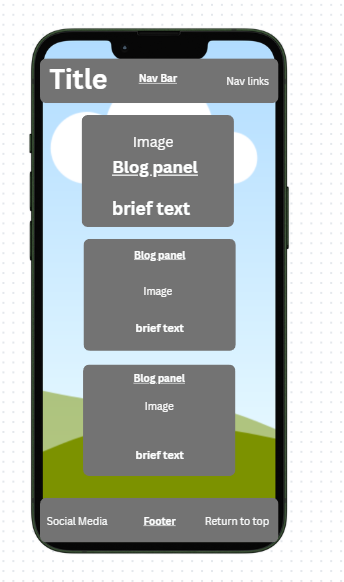 Title Nav Bar Nav links
Image
Blog panel
brief text
Blog panel
Image
brief text
Blog panel
Image
brief text
Social Media Footer Return to top